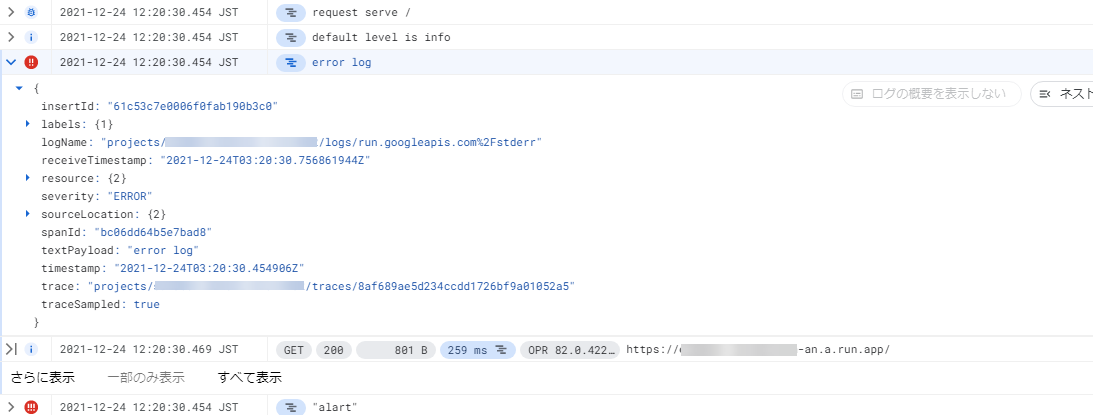 2021-12-24 12:20:30.454 JST request serve /
2021-12-24 12:20:30.454 JST default level is info
2021-12-24 12:20:30.454 JST error log
{
ログの概要を表示しない ネスト
insertId: "61c53c7e0006f0fab190b3c0"
labels: {1}
logName: "projects/ /logs/run.googleapis.com%2Fstderr"
receiveTimestamp: "2021-12-24T03:20:30.756861944Z"
resource: {2}
severity: "ERROR"
sourceLocation: {2}
spanId: "bc06dd64b5e7bad8"
textPayload: "error log"
timestamp: "2021-12-24T03:20:30.454906Z"
trace: "projects/ /traces/8af689ae5d234ccdd1726bf9a01052a5"
traceSampled: true
}
2021-12-24 12:20:30.469 JST GET 200 801 B 259 ms OPR 82.0.422… https:// -an.a.run.app/
さらに表示 一部のみ表示 すべて表示
2021-12-24 12:20:30.454 JST "alart"